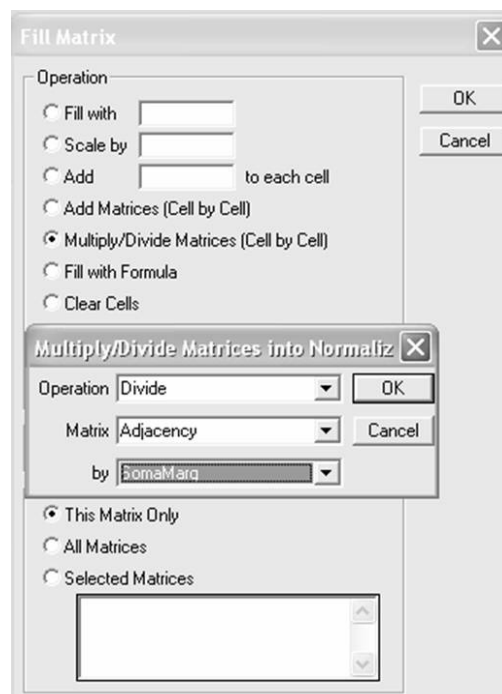 Fill Matrix
Operation
Fill with
Scale by
Add to each cell
Add Matrices (Cell by Cell)
Multiply/Divide Matrices (Cell by Cell)
Fill with Formula
Clear Cells
OK
Cancel
Multiply/Divide Matrices into Normaliz
Operation Divide OK
Matrix Adjacency Cancel
by SomaMarg
This Matrix Only
All Matrices
Selected Matrices